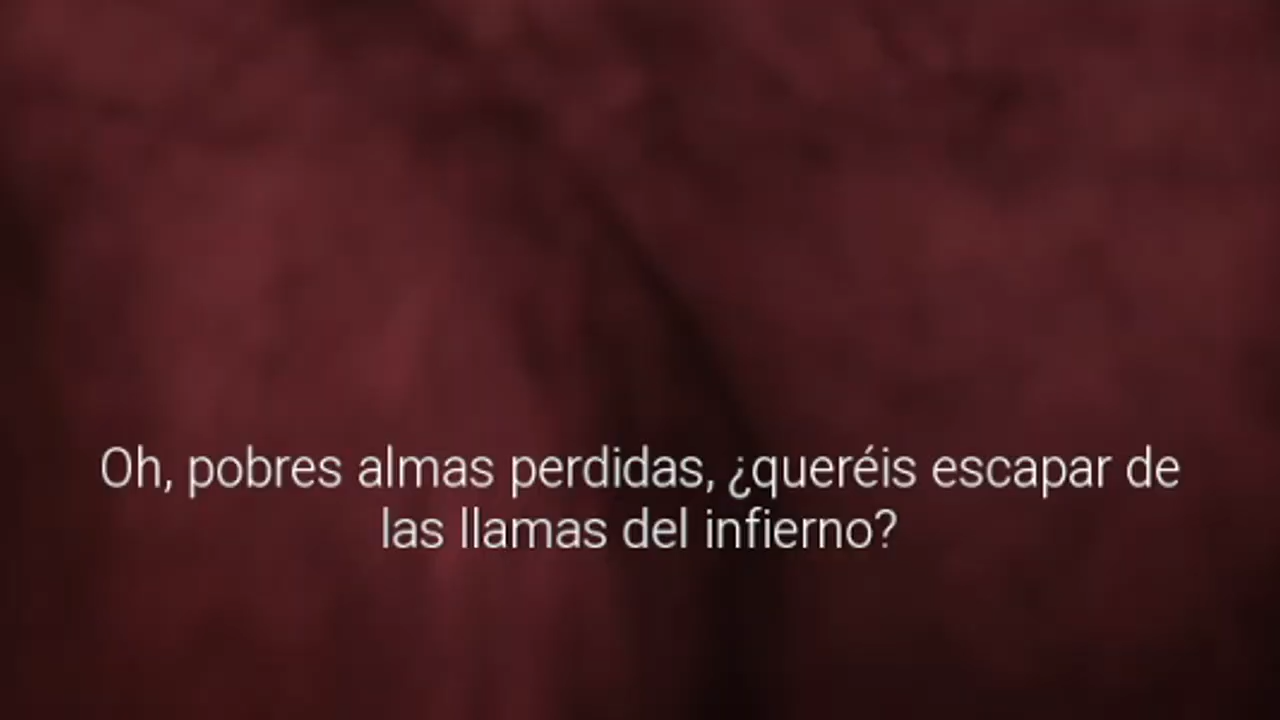 Oh, pobres almas perdidas, ¿queréis escapar de
las llamas del infierno?